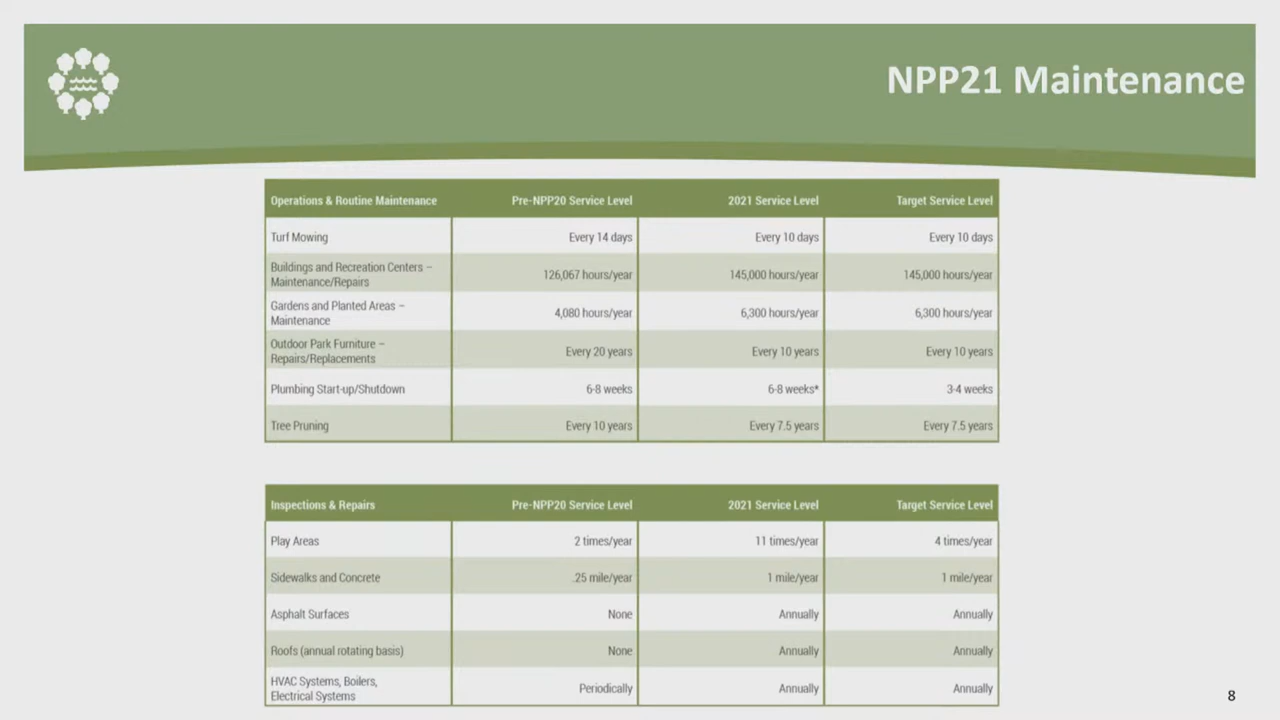 NPP21 Maintenance
Operations & Routine Maintenance Pre-NPP20 Service Level 2021 Service Level Target Service Level
Turf Mowing Every 14 days Every 10 days Every 10 days
Buildings and Recreation Centers –
Maintenance/Repairs 126,067 hours/year 145,000 hours/year 145,000 hours/year
Gardens and Planted Areas –
Maintenance 4,080 hours/year 6,300 hours/year 6,300 hours/year
Outdoor Park Furniture –
Repairs/Replacements Every 20 years Every 10 years Every 10 years
Plumbing Start-up/Shutdown 6-8 weeks 6-8 weeks* 3-4 weeks
Tree Pruning Every 10 years Every 7.5 years Every 7.5 years
Inspections & Repairs Pre-NPP20 Service Level 2021 Service Level Target Service Level
Play Areas 2 times/year 11 times/year 4 times/year
Sidewalks and Concrete .25 mile/year 1 mile/year 1 mile/year
Asphalt Surfaces None Annually Annually
Roofs (annual rotating basis) None Annually Annually
HVAC Systems, Boilers,
Electrical Systems Periodically Annually Annually
8